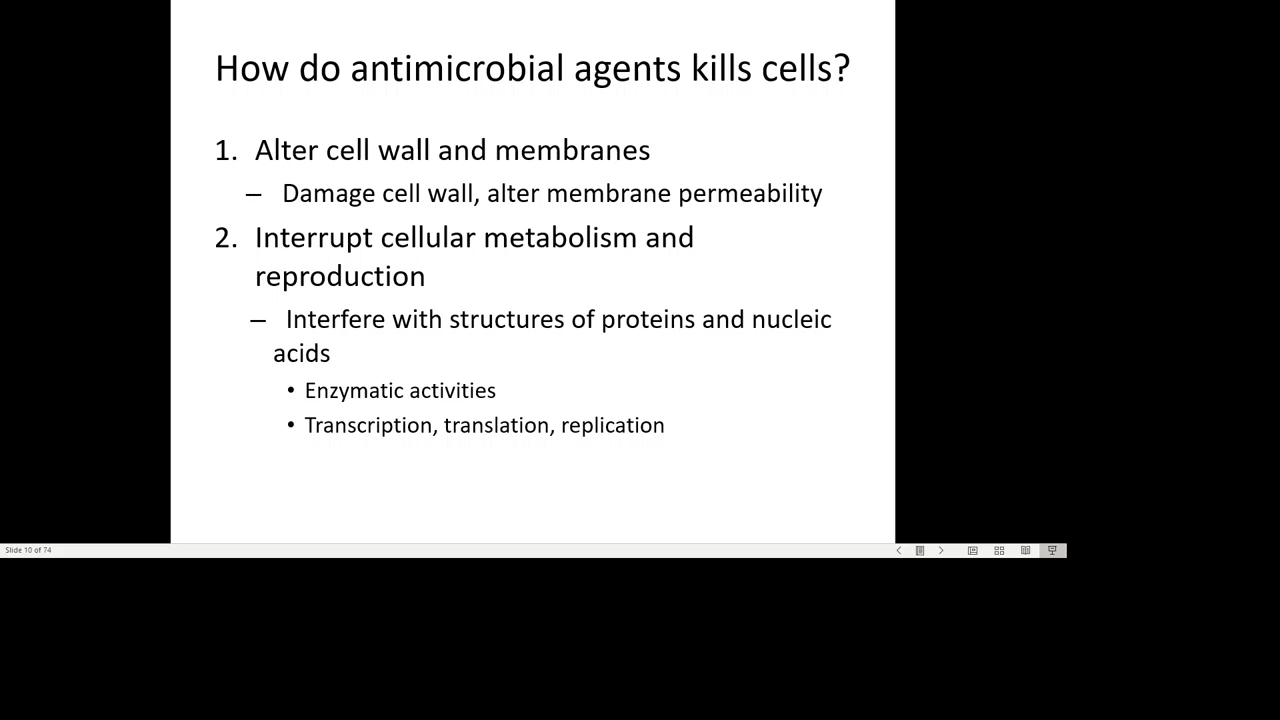 How do antimicrobial agents kills cells?
1. Alter cell wall and membranes
– Damage cell wall, alter membrane permeability
2. Interrupt cellular metabolism and
reproduction
– Interfere with structures of proteins and nucleic
acids
• Enzymatic activities
• Transcription, translation, replication
Slide 10 of 74